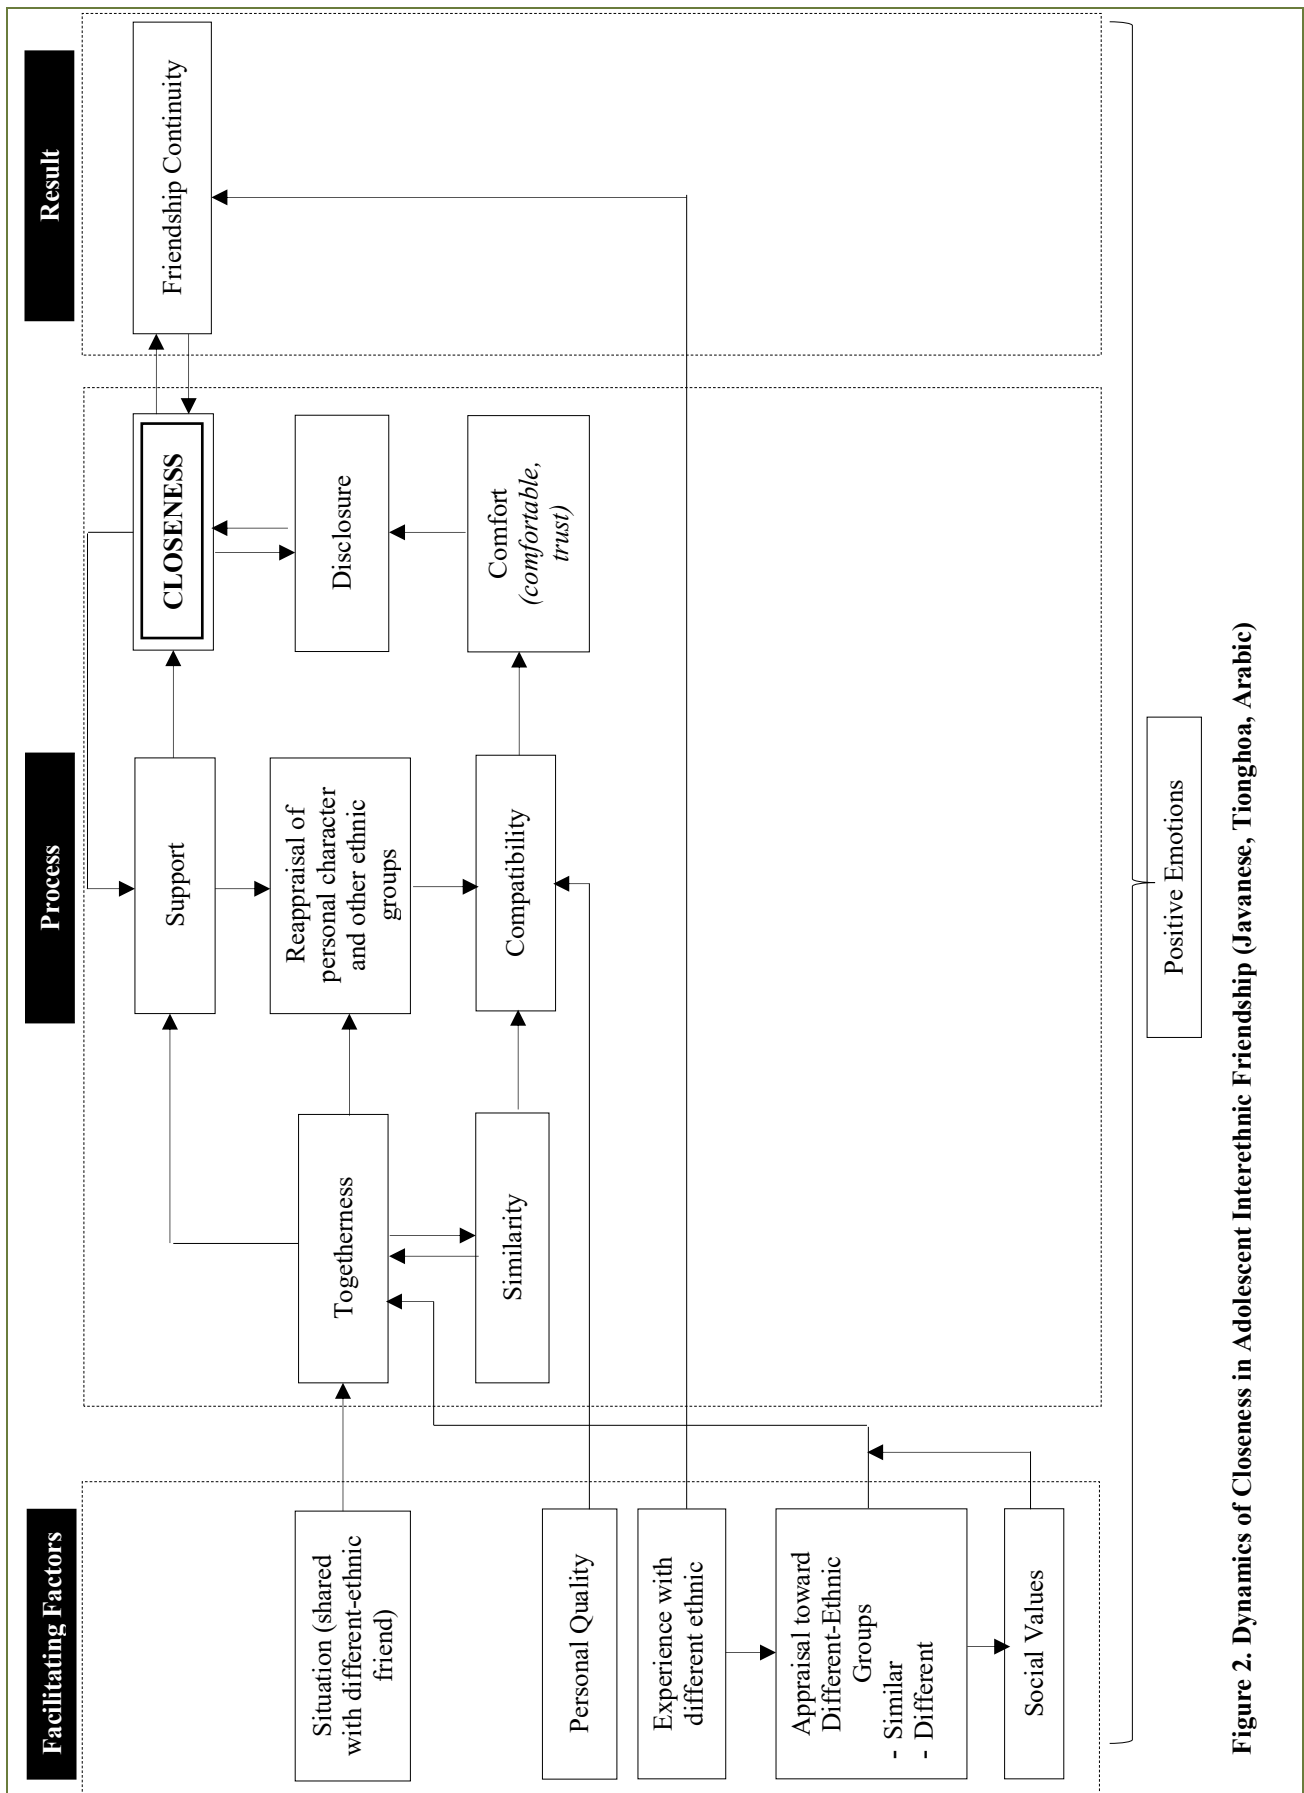 Facilitating Factors
Process
Result
Situation (shared
with different-ethnic
friend)
Personal Quality
Experience with
different ethnic
Appraisal toward
Different-Ethnic
Groups
- Similar
- Different
Social Values
Togetherness
Similarity
Support
Reappraisal of
personal character
and other ethnic
groups
Compatibility
CLOSENESS
Disclosure
Comfort
(comfortable,
trust)
Friendship Continuity
Positive Emotions
Figure 2. Dynamics of Closeness in Adolescent Interethnic Friendship (Javanese, Tionghoa, Arabic)